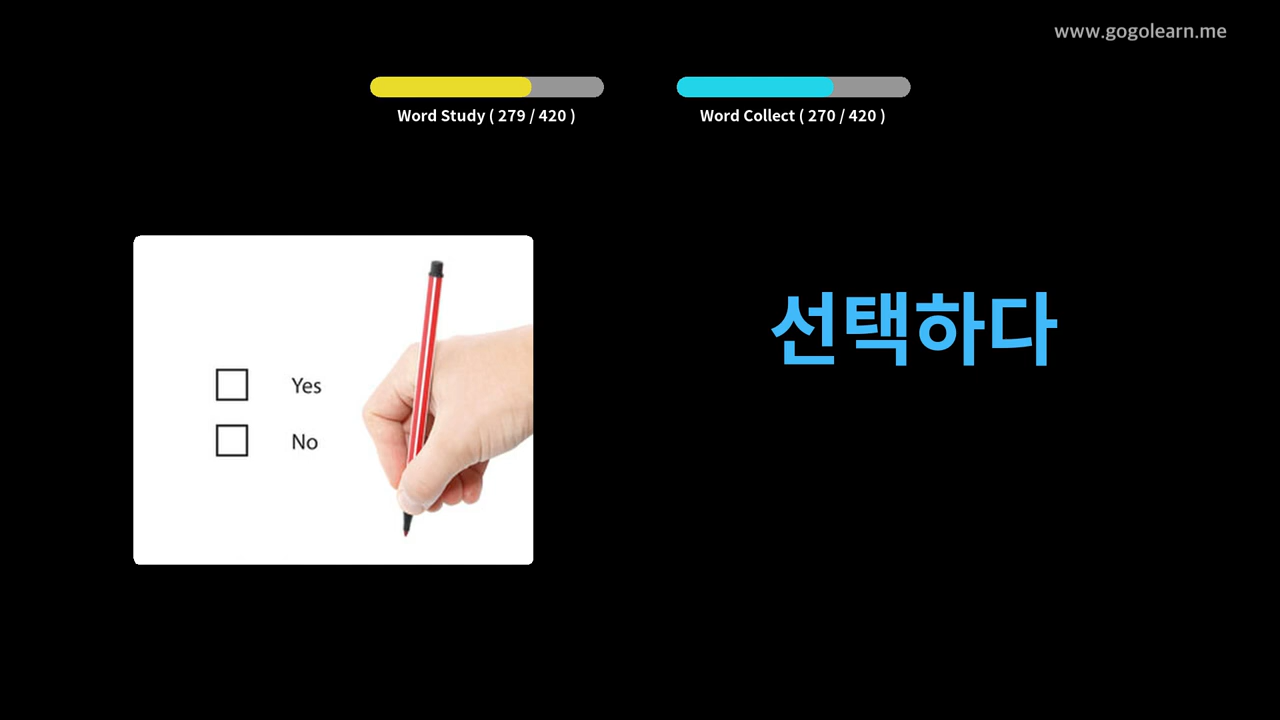 www.gogolearn.me
Word Study ( 279 / 420 )
Word Collect ( 270 / 420 )
Yes
No
선택하다